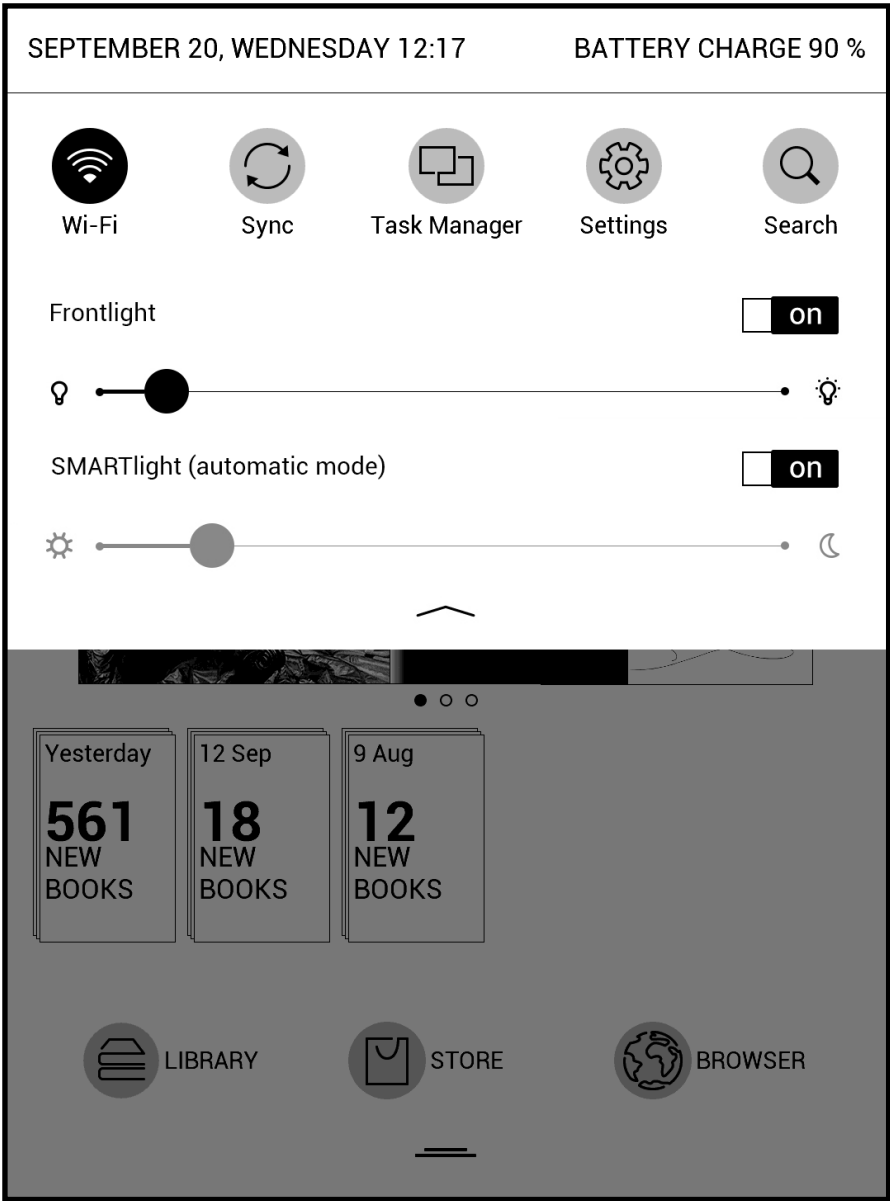 SEPTEMBER 20, WEDNESDAY 12:17 BATTERY CHARGE 90 %
Wi-Fi Sync Task Manager Settings Search
Frontlight on
SMARTlight (automatic mode) on
Yesterday 12 Sep 9 Aug
561 18 12
NEW NEW NEW
BOOKS BOOKS BOOKS
LIBRARY STORE BROWSER